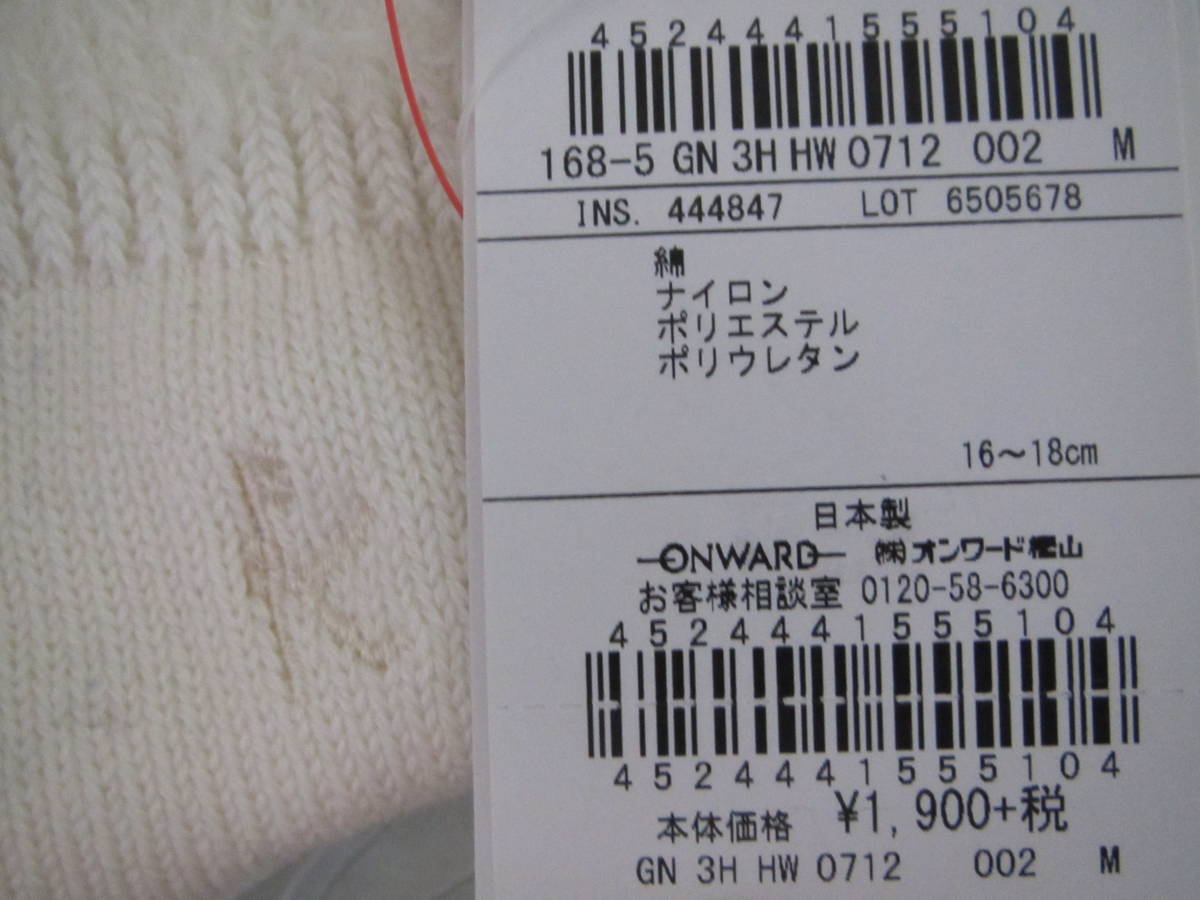 4524441555104
168-5 GN 3H HW 0712 002 M
INS. 444847 LOT 6505678
綿
ナイロン
ポリエステル
ポリウレタン
16〜18cm
日本製
ONWARD ㈱オンワード樫山
お客様相談室 0120-58-6300
4524441555104
4524441555104
本体価格 ¥1,900+税
GN 3H HW 0712 002 M